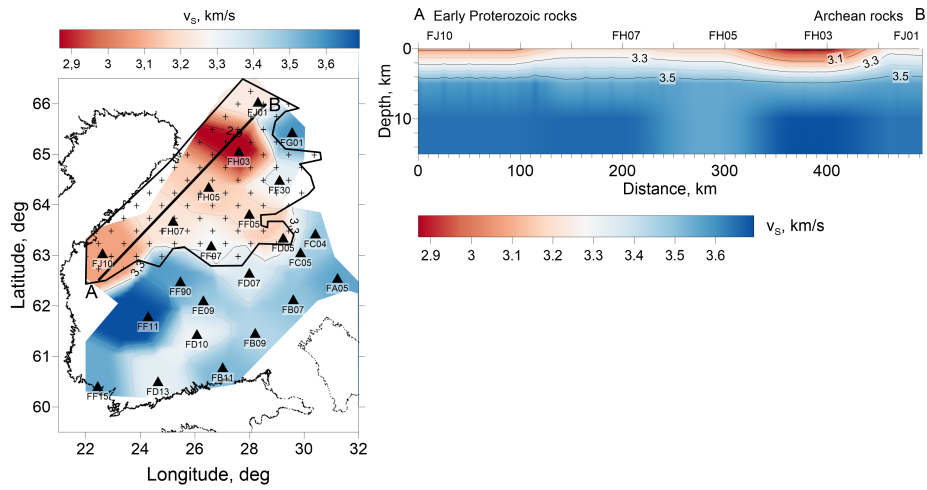 vS, km/s
2,9 3 3,1 3,2 3,3 3,4 3,5 3,6
66
65
64
63
62
61
60
Latitude, deg
22 24 26 28 30 32
Longitude, deg
FJ01
B
FG01
FH03
FE30
FH05
FF05
3,3
FH07
FC04
FD05
FF07
FC05
FJ10
3,3
A
FD07
FA05
FF90
FE09
FB07
FF11
FD10
FB09
FB11
FD13
FF15
A Early Proterozoic rocks Archean rocks B
FJ10 FH07 FH05 FH03 FJ01
0
10
Depth, km
3.3 3.1 3.3
3.5 3.5
0 100 200 300 400
Distance, km
vS, km/s
2.9 3 3.1 3.2 3.3 3.4 3.5 3.6